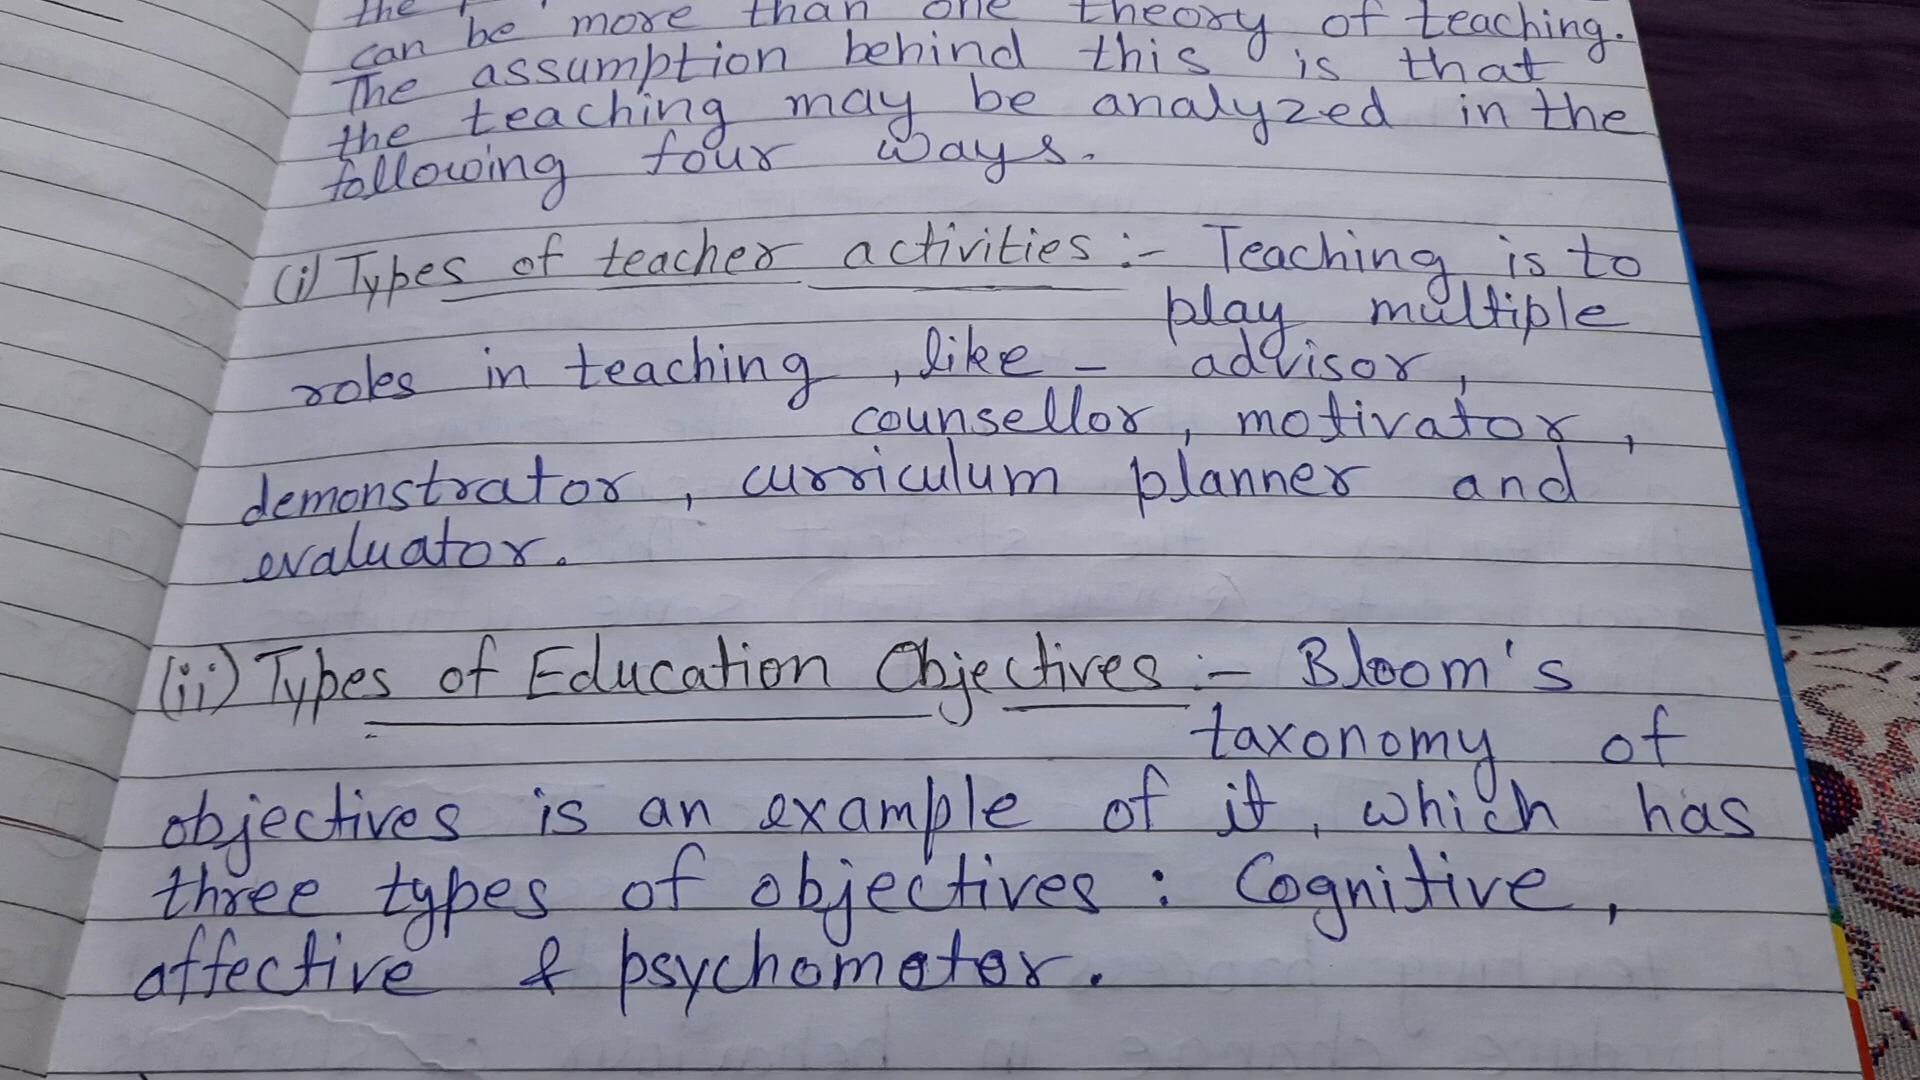 the
can be more than one theory of teaching.
The assumption behind this is that
the teaching may be analyzed in the
following four ways.
(i) Types of teacher activities :- Teaching is to
play multiple
roles in teaching , like - advisor ,
counsellor , motivator ,
demonstrator , curriculum planner and
evaluator.
(ii) Types of Education Objectives :- Bloom's
taxonomy of
objectives is an example of it , which has
three types of objectives : Cognitive ,
affective & psychomotor .